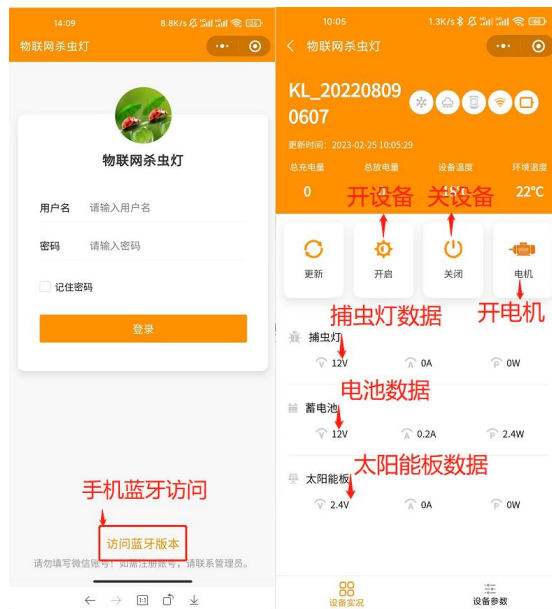 14:09
8.8K/s
物联网杀虫灯
物联网杀虫灯
用户名 请输入用户名
密码 请输入密码
记住密码
登录
手机蓝牙访问
访问蓝牙版本
请勿填写微信账号！如需注册账号，请联系管理员。
1:1
10:05
1.3K/s
物联网杀虫灯
KL_20220809
0607
更新时间：2023-02-25 10:05:29
总充电量 总放电量 设备温度 环境温度
0 22℃
开设备 关设备
更新 开启 关闭 电机
捕虫灯数据 开电机
捕虫灯
V 12V A 0A P 0W
电池数据
蓄电池
V 12V A 0.2A P 2.4W
太阳能板数据
太阳能板
V 2.4V A 0A P 0W
设备实况 设备参数